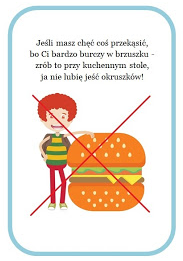 Jeśli masz chęć coś przekąsić,
bo Ci bardzo burczy w brzuszku -
zrób to przy kuchennym stole,
ja nie lubię jeść okruszków!